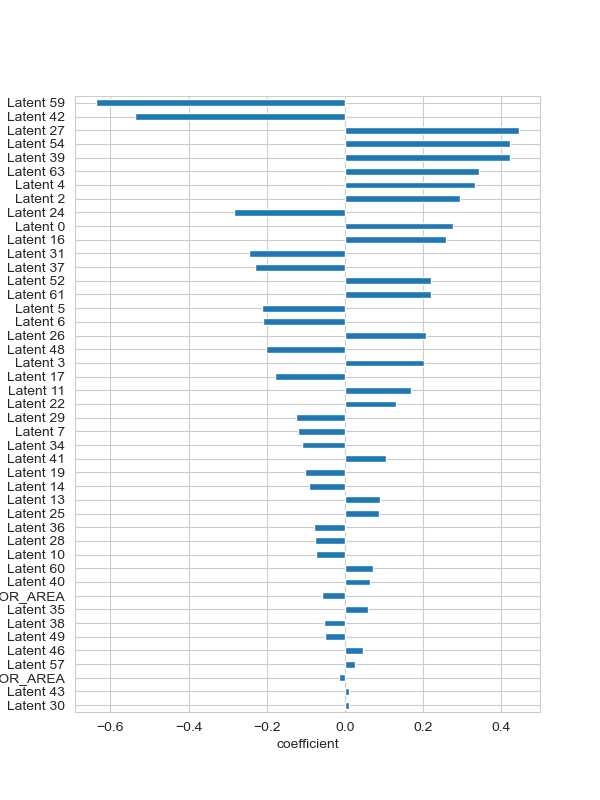 Latent 59
Latent 42
Latent 27
Latent 54
Latent 39
Latent 63
Latent 4
Latent 2
Latent 24
Latent 0
Latent 16
Latent 31
Latent 37
Latent 52
Latent 61
Latent 5
Latent 6
Latent 26
Latent 48
Latent 3
Latent 17
Latent 11
Latent 22
Latent 29
Latent 7
Latent 34
Latent 41
Latent 19
Latent 14
Latent 13
Latent 25
Latent 36
Latent 28
Latent 10
Latent 60
Latent 40
OR_AREA
Latent 35
Latent 38
Latent 49
Latent 46
Latent 57
OR_AREA
Latent 43
Latent 30
−0.6 −0.4 −0.2 0.0 0.2 0.4
coefficient